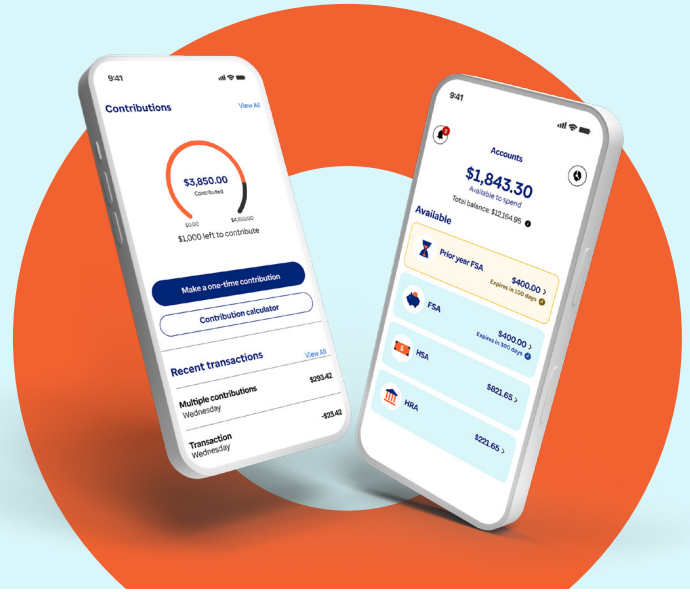 9:41
Contributions
View All
$3,850.00
Contributed
$0.00
$4,850.00
$1,000 left to contribute
Make a one-time contribution
Contribution calculator
Recent transactions
View All
Multiple contributions
$293.42
Wednesday
Transaction
-$23.42
Wednesday
9:41
3
Accounts
$1,843.30
Available to spend
Total balance: $12,164.95
Available
Prior year FSA
$400.00 >
Expires in 100 days
FSA
$400.00 >
Expires in 300 days
HSA
$821.65 >
HRA
$221.65 >